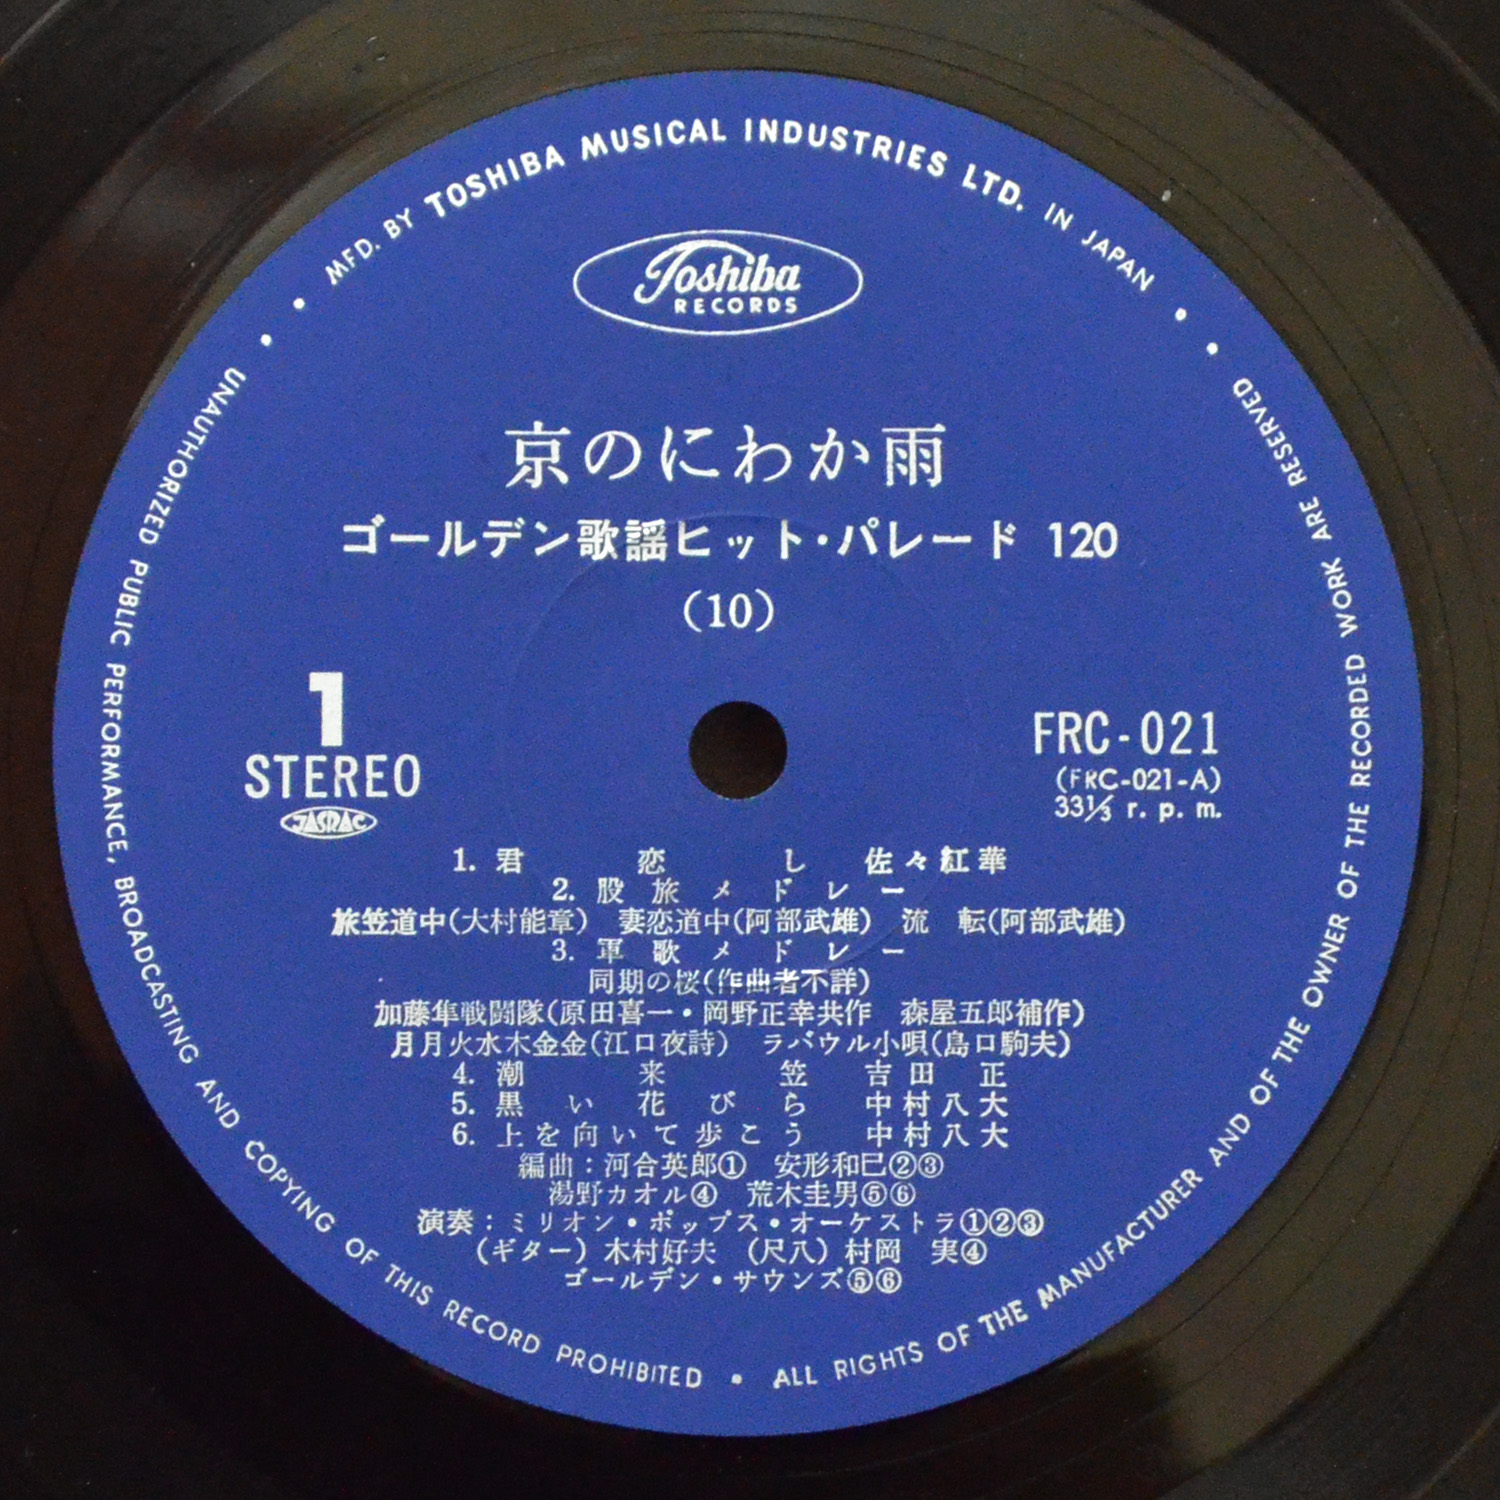 MFD. BY TOSHIBA MUSICAL INDUSTRIES LTD. IN JAPAN
Toshiba
RECORDS
京のにわか雨
ゴールデン歌謡ヒット・パレード 120
(10)
1
STEREO
JASRAC
FRC-021
(FRC-021-A)
33⅓ r. p. m.
1. 君恋し 佐々紅華
2. 股旅メドレー
旅笠道中(大村能章) 妻恋道中(阿部武雄) 流転(阿部武雄)
3. 軍歌メドレー
同期の桜(作曲者不詳)
加藤隼戦闘隊(原田喜一・岡野正幸共作 森屋五郎補作)
月月火水木金金(江口夜詩) ラバウル小唄(島口駒夫)
4. 潮来笠 吉田正
5. 黒い花びら 中村八大
6. 上を向いて歩こう 中村八大
編曲：河合英郎① 安形和巳②③
湯野カオル④ 荒木圭男⑤⑥
演奏：ミリオン・ポップス・オーケストラ①②③
(ギター) 木村好夫 (尺八) 村岡 実④
ゴールデン・サウンズ⑤⑥
UNAUTHORIZED PUBLIC PERFORMANCE, BROADCASTING AND COPYING OF THIS RECORD PROHIBITED • ALL RIGHTS OF THE MANUFACTURER AND OF THE OWNER OF THE RECORDED WORK ARE RESERVED